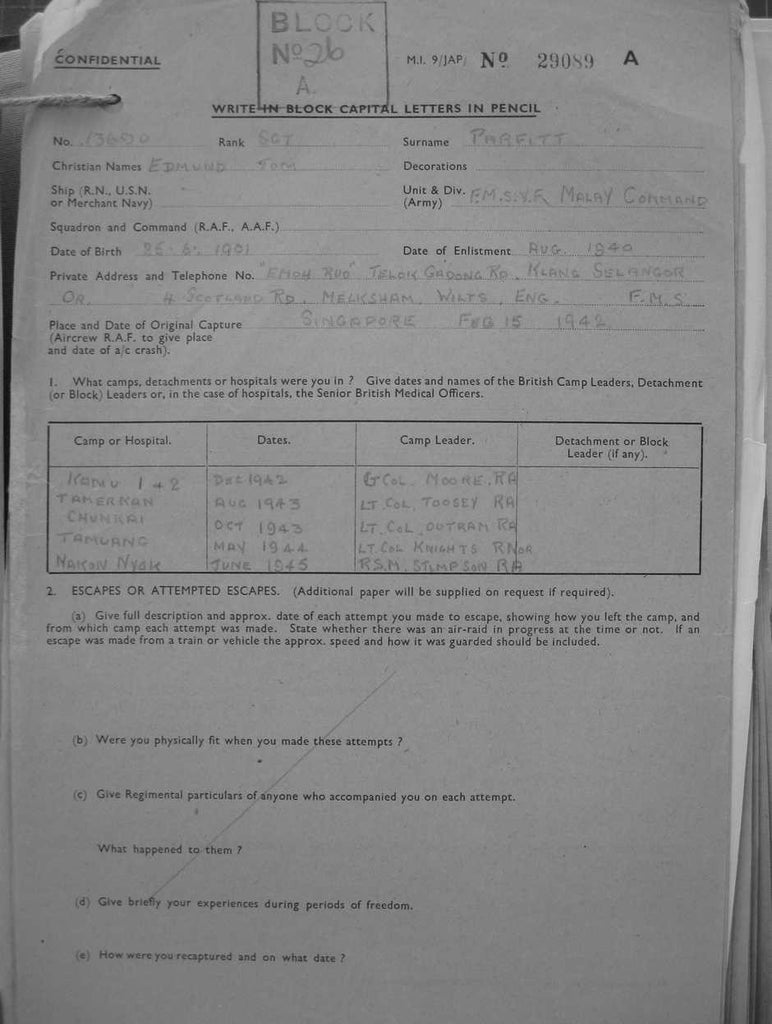 BLOCK
Nº 2b
A.
CONFIDENTIAL
M.I. 9/JAP/ Nº 29089 A
WRITE IN BLOCK CAPITAL LETTERS IN PENCIL
No. 13690 Rank SGT Surname PARFITT
Christian Names EDMUND TOM Decorations
Ship (R.N., U.S.N. or Merchant Navy) Unit & Div. (Army) F.M.S.V.F. MALAY COMMAND
Squadron and Command (R.A.F., A.A.F.)
Date of Birth 1901 Date of Enlistment AUG. 1940
Private Address and Telephone No. "EMOH RUO" TELOK GADONG RD. KLANG SELANGOR
OR. 4 SCOTLAND RD, MELKSHAM, WILTS, ENG. F.M.S
Place and Date of Original Capture SINGAPORE FEB 15 1942
(Aircrew R.A.F. to give place
and date of a/c crash).
1. What camps, detachments or hospitals were you in ? Give dates and names of the British Camp Leaders, Detachment
(or Block) Leaders or, in the case of hospitals, the Senior British Medical Officers.
Camp or Hospital. Dates. Camp Leader. Detachment or Block
Leader (if any).
1 + 2 DEC 1942 COL. MOORE. RA
TAMERKAN AUG 1943 LT. COL. TOOSEY RA
CHUNKAI OCT 1943 LT. COL. OUTRAM RA
TAMUANG MAY 1944 LT. COL KNIGHTS RNOR
NAKON NYOK JUNE 1945 R.S.M. STIMPSON RA
2. ESCAPES OR ATTEMPTED ESCAPES. (Additional paper will be supplied on request if required).
(a) Give full description and approx. date of each attempt you made to escape, showing how you left the camp, and
from which camp each attempt was made. State whether there was an air-raid in progress at the time or not. If an
escape was made from a train or vehicle the approx. speed and how it was guarded should be included.
(b) Were you physically fit when you made these attempts ?
(c) Give Regimental particulars of anyone who accompanied you on each attempt.
What happened to them ?
(d) Give briefly your experiences during periods of freedom.
(e) How were you recaptured and on what date ?